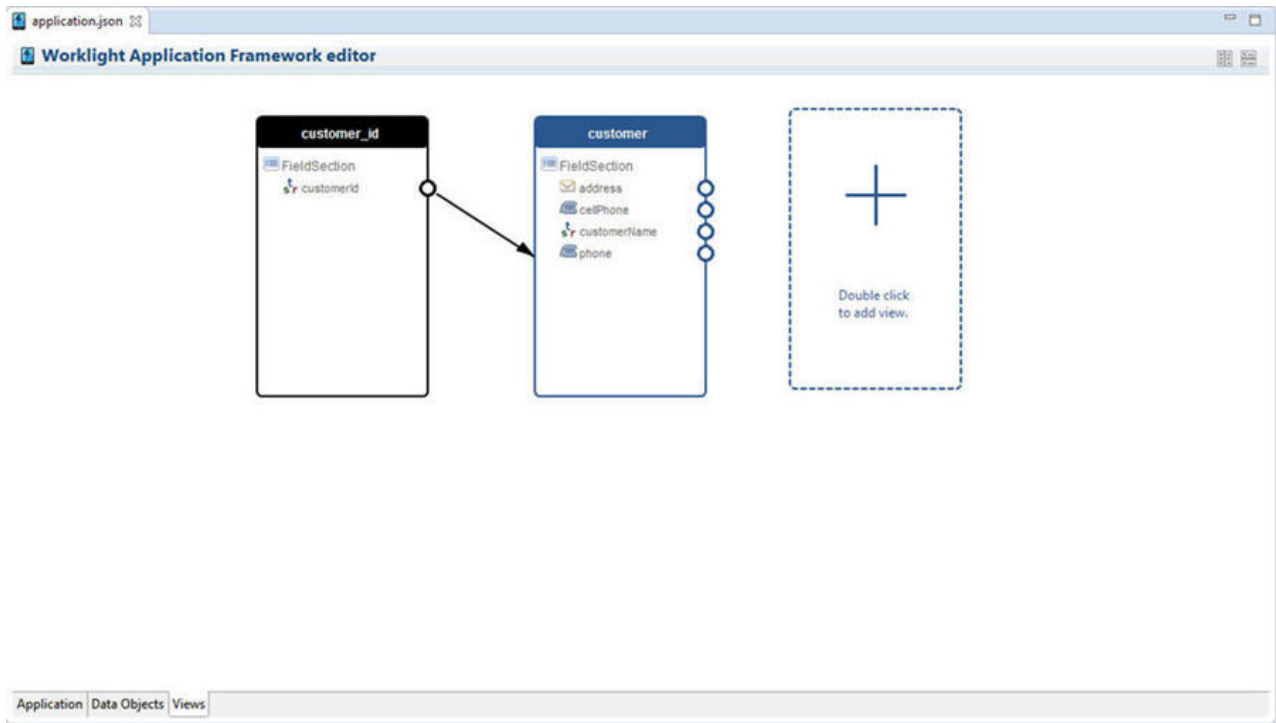 application.json
Worklight Application Framework editor
customer_id
FieldSection
customerId
customer
FieldSection
address
cellPhone
customerName
phone
Double click
to add view.
Application Data Objects Views